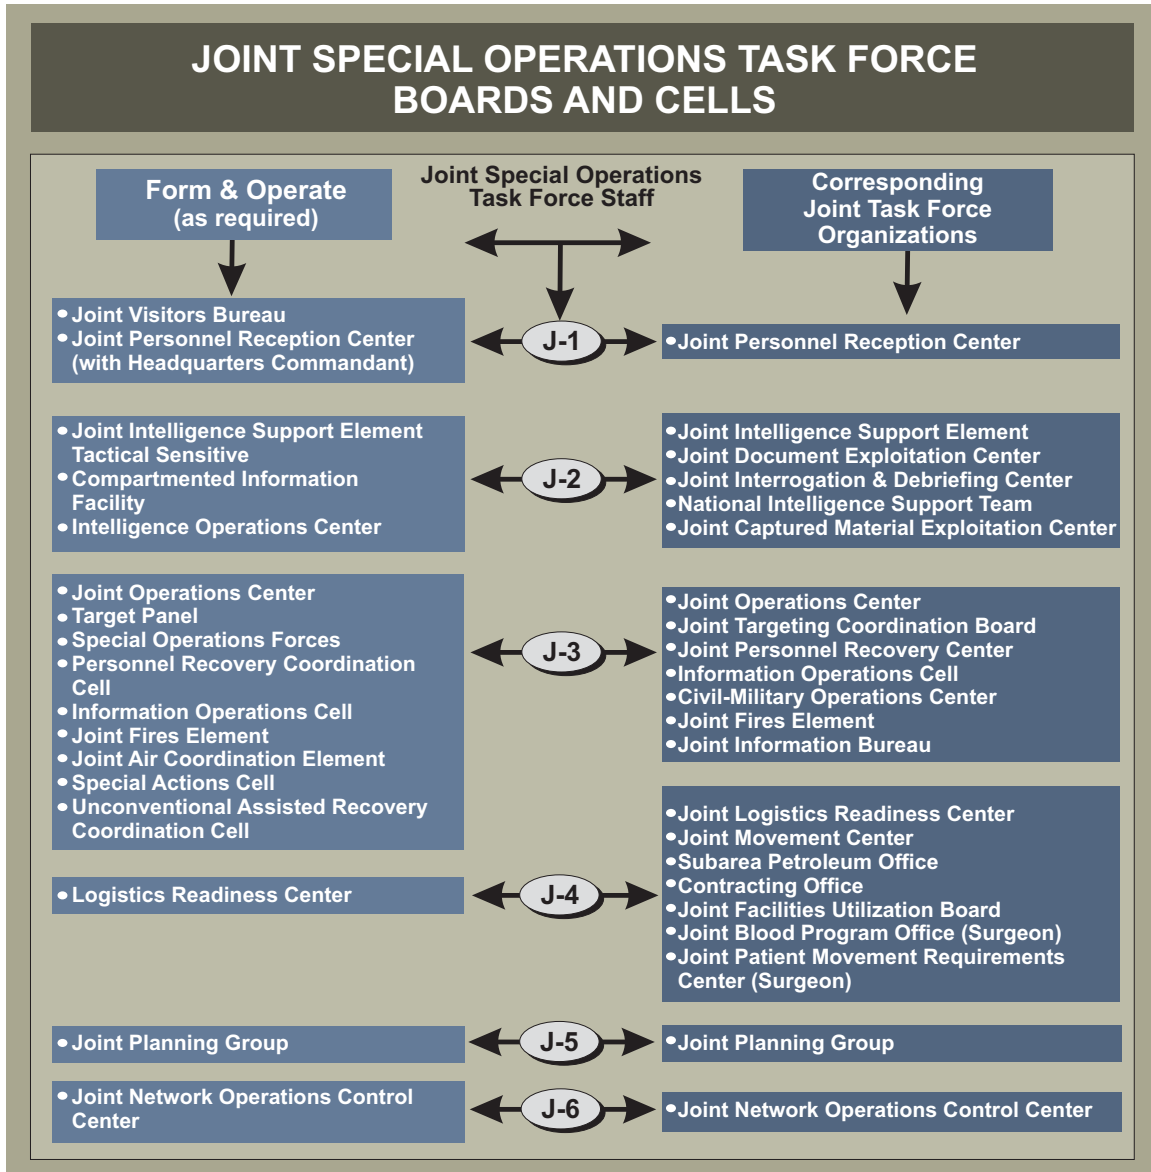 JOINT SPECIAL OPERATIONS TASK FORCE
BOARDS AND CELLS
Form & Operate
(as required)
Joint Special Operations
Task Force Staff
Corresponding
Joint Task Force
Organizations
• Joint Visitors Bureau
• Joint Personnel Reception Center
(with Headquarters Commandant)
J-1
• Joint Personnel Reception Center
• Joint Intelligence Support Element
Tactical Sensitive
• Compartmented Information
Facility
• Intelligence Operations Center
J-2
• Joint Intelligence Support Element
• Joint Document Exploitation Center
• Joint Interrogation & Debriefing Center
• National Intelligence Support Team
• Joint Captured Material Exploitation Center
• Joint Operations Center
• Target Panel
• Special Operations Forces
• Personnel Recovery Coordination
Cell
• Information Operations Cell
• Joint Fires Element
• Joint Air Coordination Element
• Special Actions Cell
• Unconventional Assisted Recovery
Coordination Cell
J-3
• Joint Operations Center
• Joint Targeting Coordination Board
• Joint Personnel Recovery Center
• Information Operations Cell
• Civil-Military Operations Center
• Joint Fires Element
• Joint Information Bureau
• Logistics Readiness Center
J-4
• Joint Logistics Readiness Center
• Joint Movement Center
• Subarea Petroleum Office
• Contracting Office
• Joint Facilities Utilization Board
• Joint Blood Program Office (Surgeon)
• Joint Patient Movement Requirements
Center (Surgeon)
• Joint Planning Group
J-5
• Joint Planning Group
• Joint Network Operations Control
Center
J-6
• Joint Network Operations Control Center